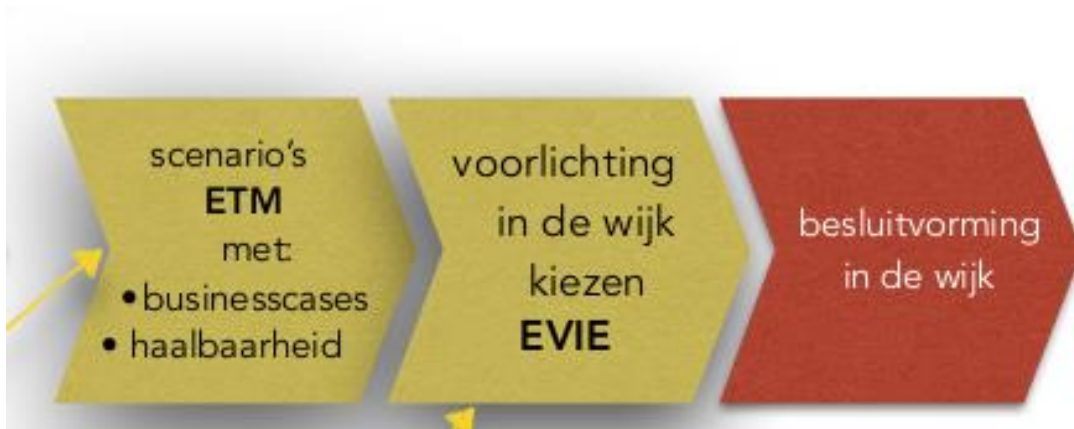 scenario's
ETM
met:
•businesscases
• haalbaarheid
voorlichting
in de wijk
kiezen
EVIE
besluitvorming
in de wijk